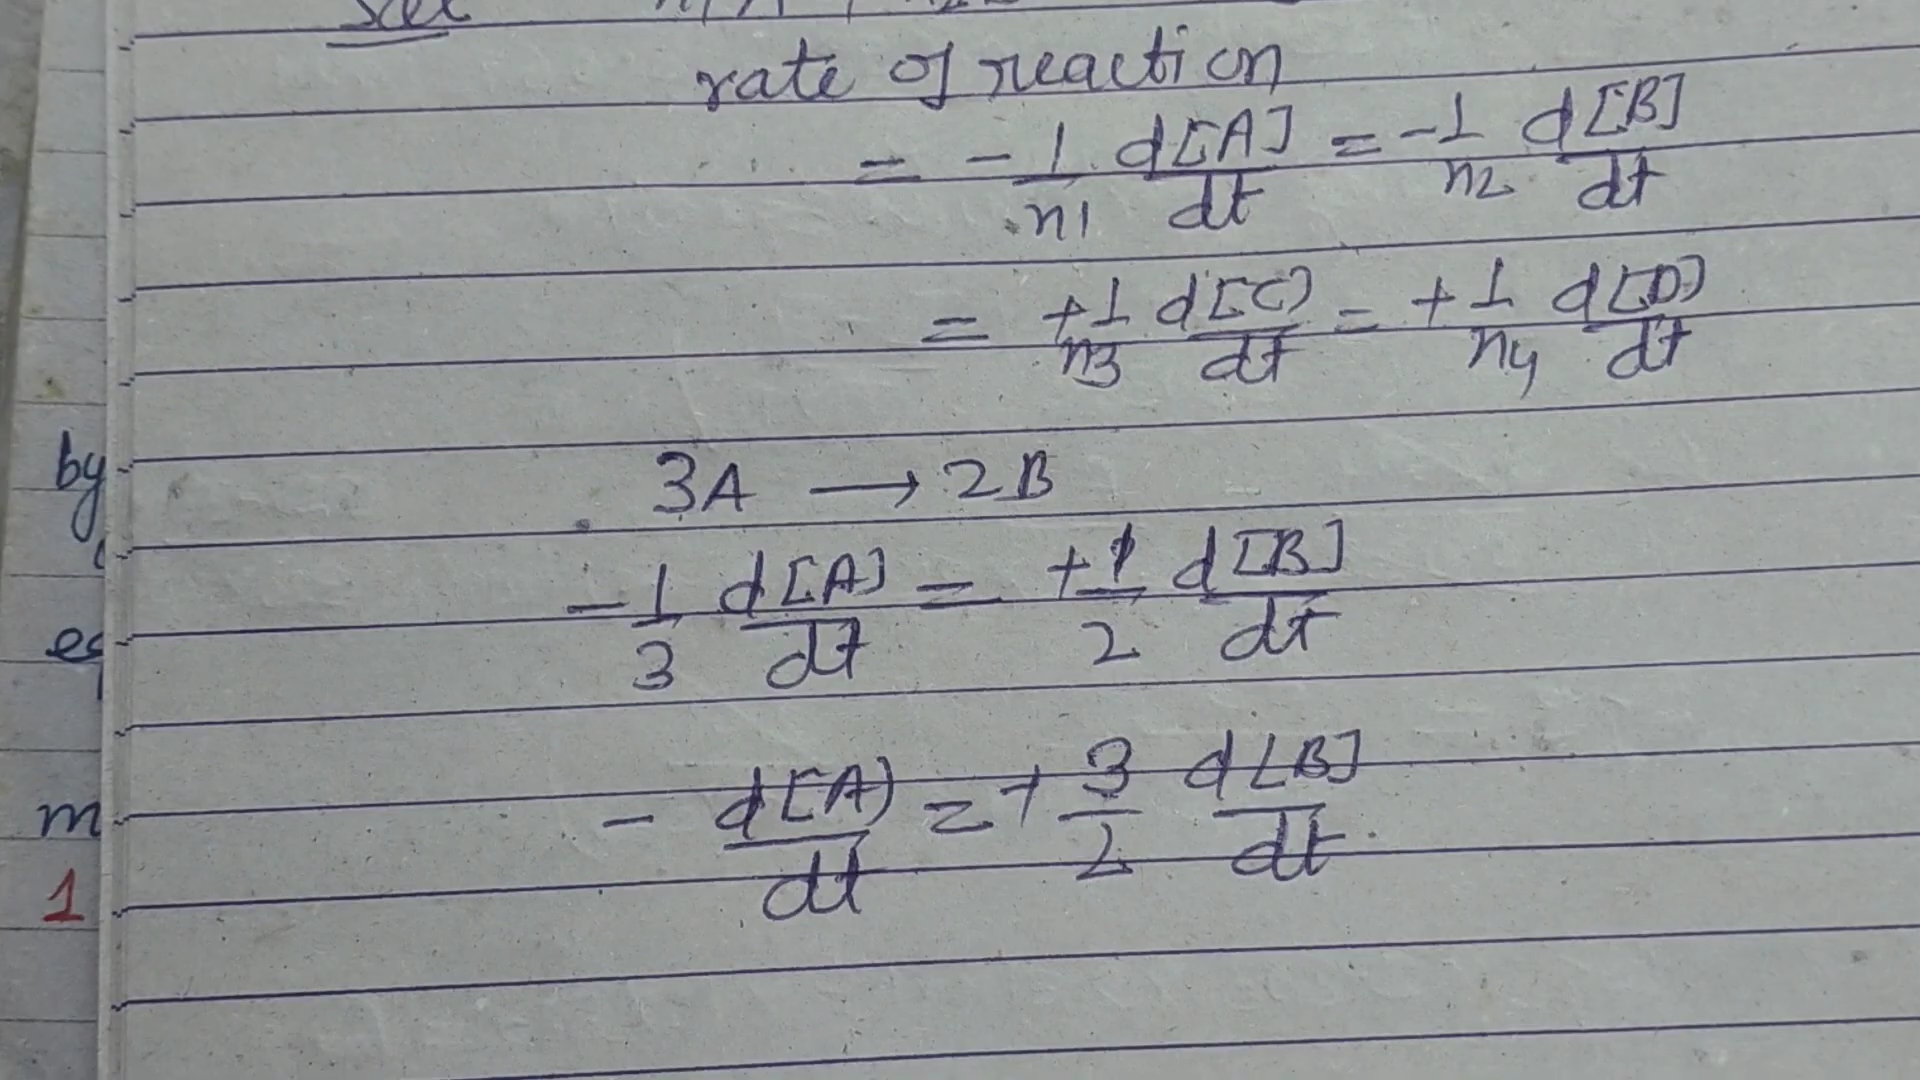 rate of reaction
= - 1/n1 d[A]/dt = -1/n2 d[B]/dt
= +1/n3 d[C]/dt = +1/n4 d[D]/dt
by
3A → 2B
-1/3 d[A]/dt = +1/2 d[B]/dt
- d[A]/dt = + 3/2 d[B]/dt
m
1